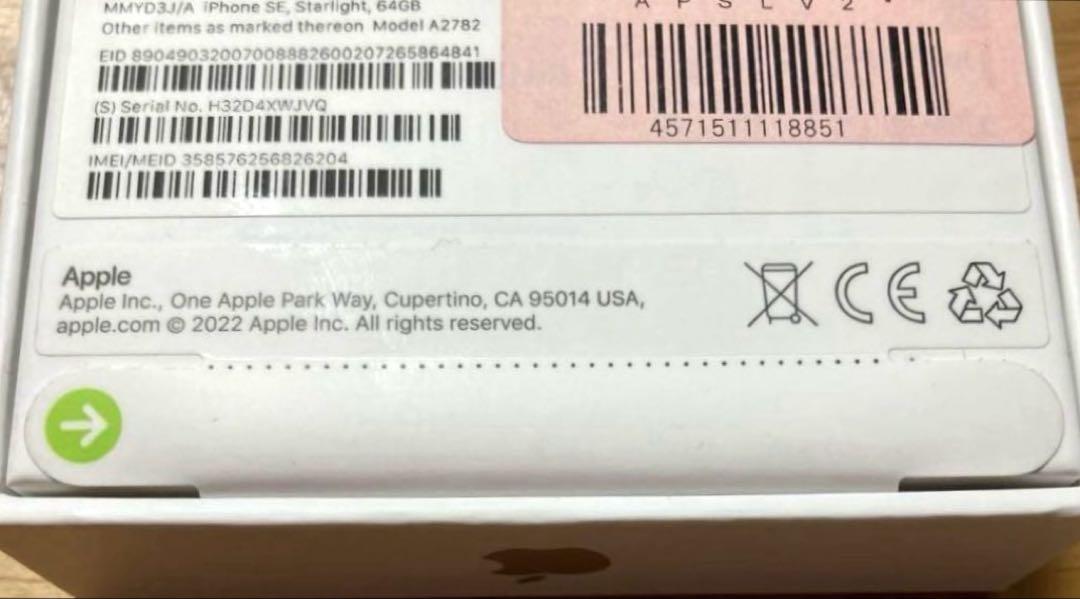 MMYD3J/A iPhone SE, Starlight, 64GB
Other items as marked thereon Model A2782
EID 89049032007008882600207265864841
(S) Serial No. H32D4XWJVQ
IMEI/MEID 358576256826204
A P S L V 2
4571511118851
Apple
Apple Inc., One Apple Park Way, Cupertino, CA 95014 USA,
apple.com © 2022 Apple Inc. All rights reserved.
CE